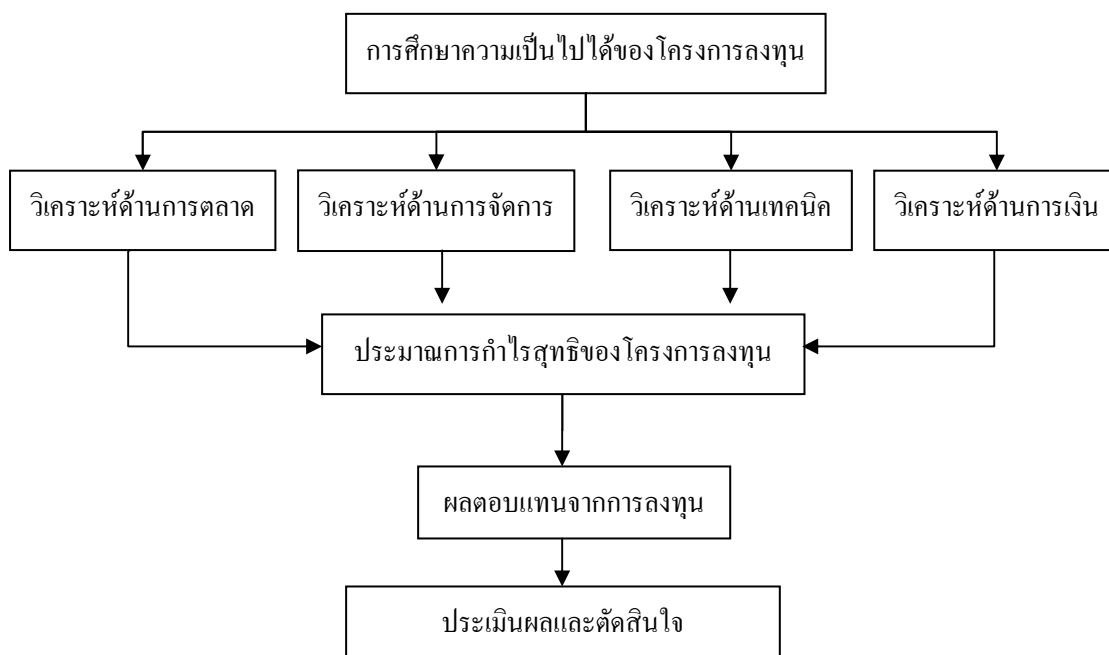 การศึกษาความเป็นไปได้ของโครงการลงทุน
วิเคราะห์ด้านการตลาด
วิเคราะห์ด้านการจัดการ
วิเคราะห์ด้านเทคนิค
วิเคราะห์ด้านการเงิน
ประมาณการกำไรสุทธิของโครงการลงทุน
ผลตอบแทนจากการลงทุน
ประเมินผลและตัดสินใจ